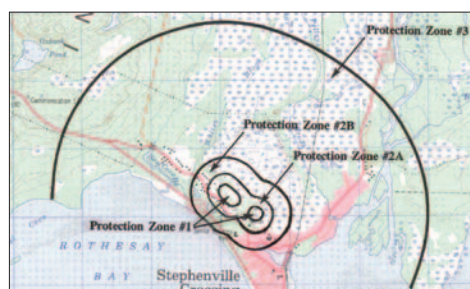 Protection Zone #3
Protection Zone #2B
Protection Zone #2A
Protection Zone #1
ROTHESAY
BAY
Stephenville
Crossing